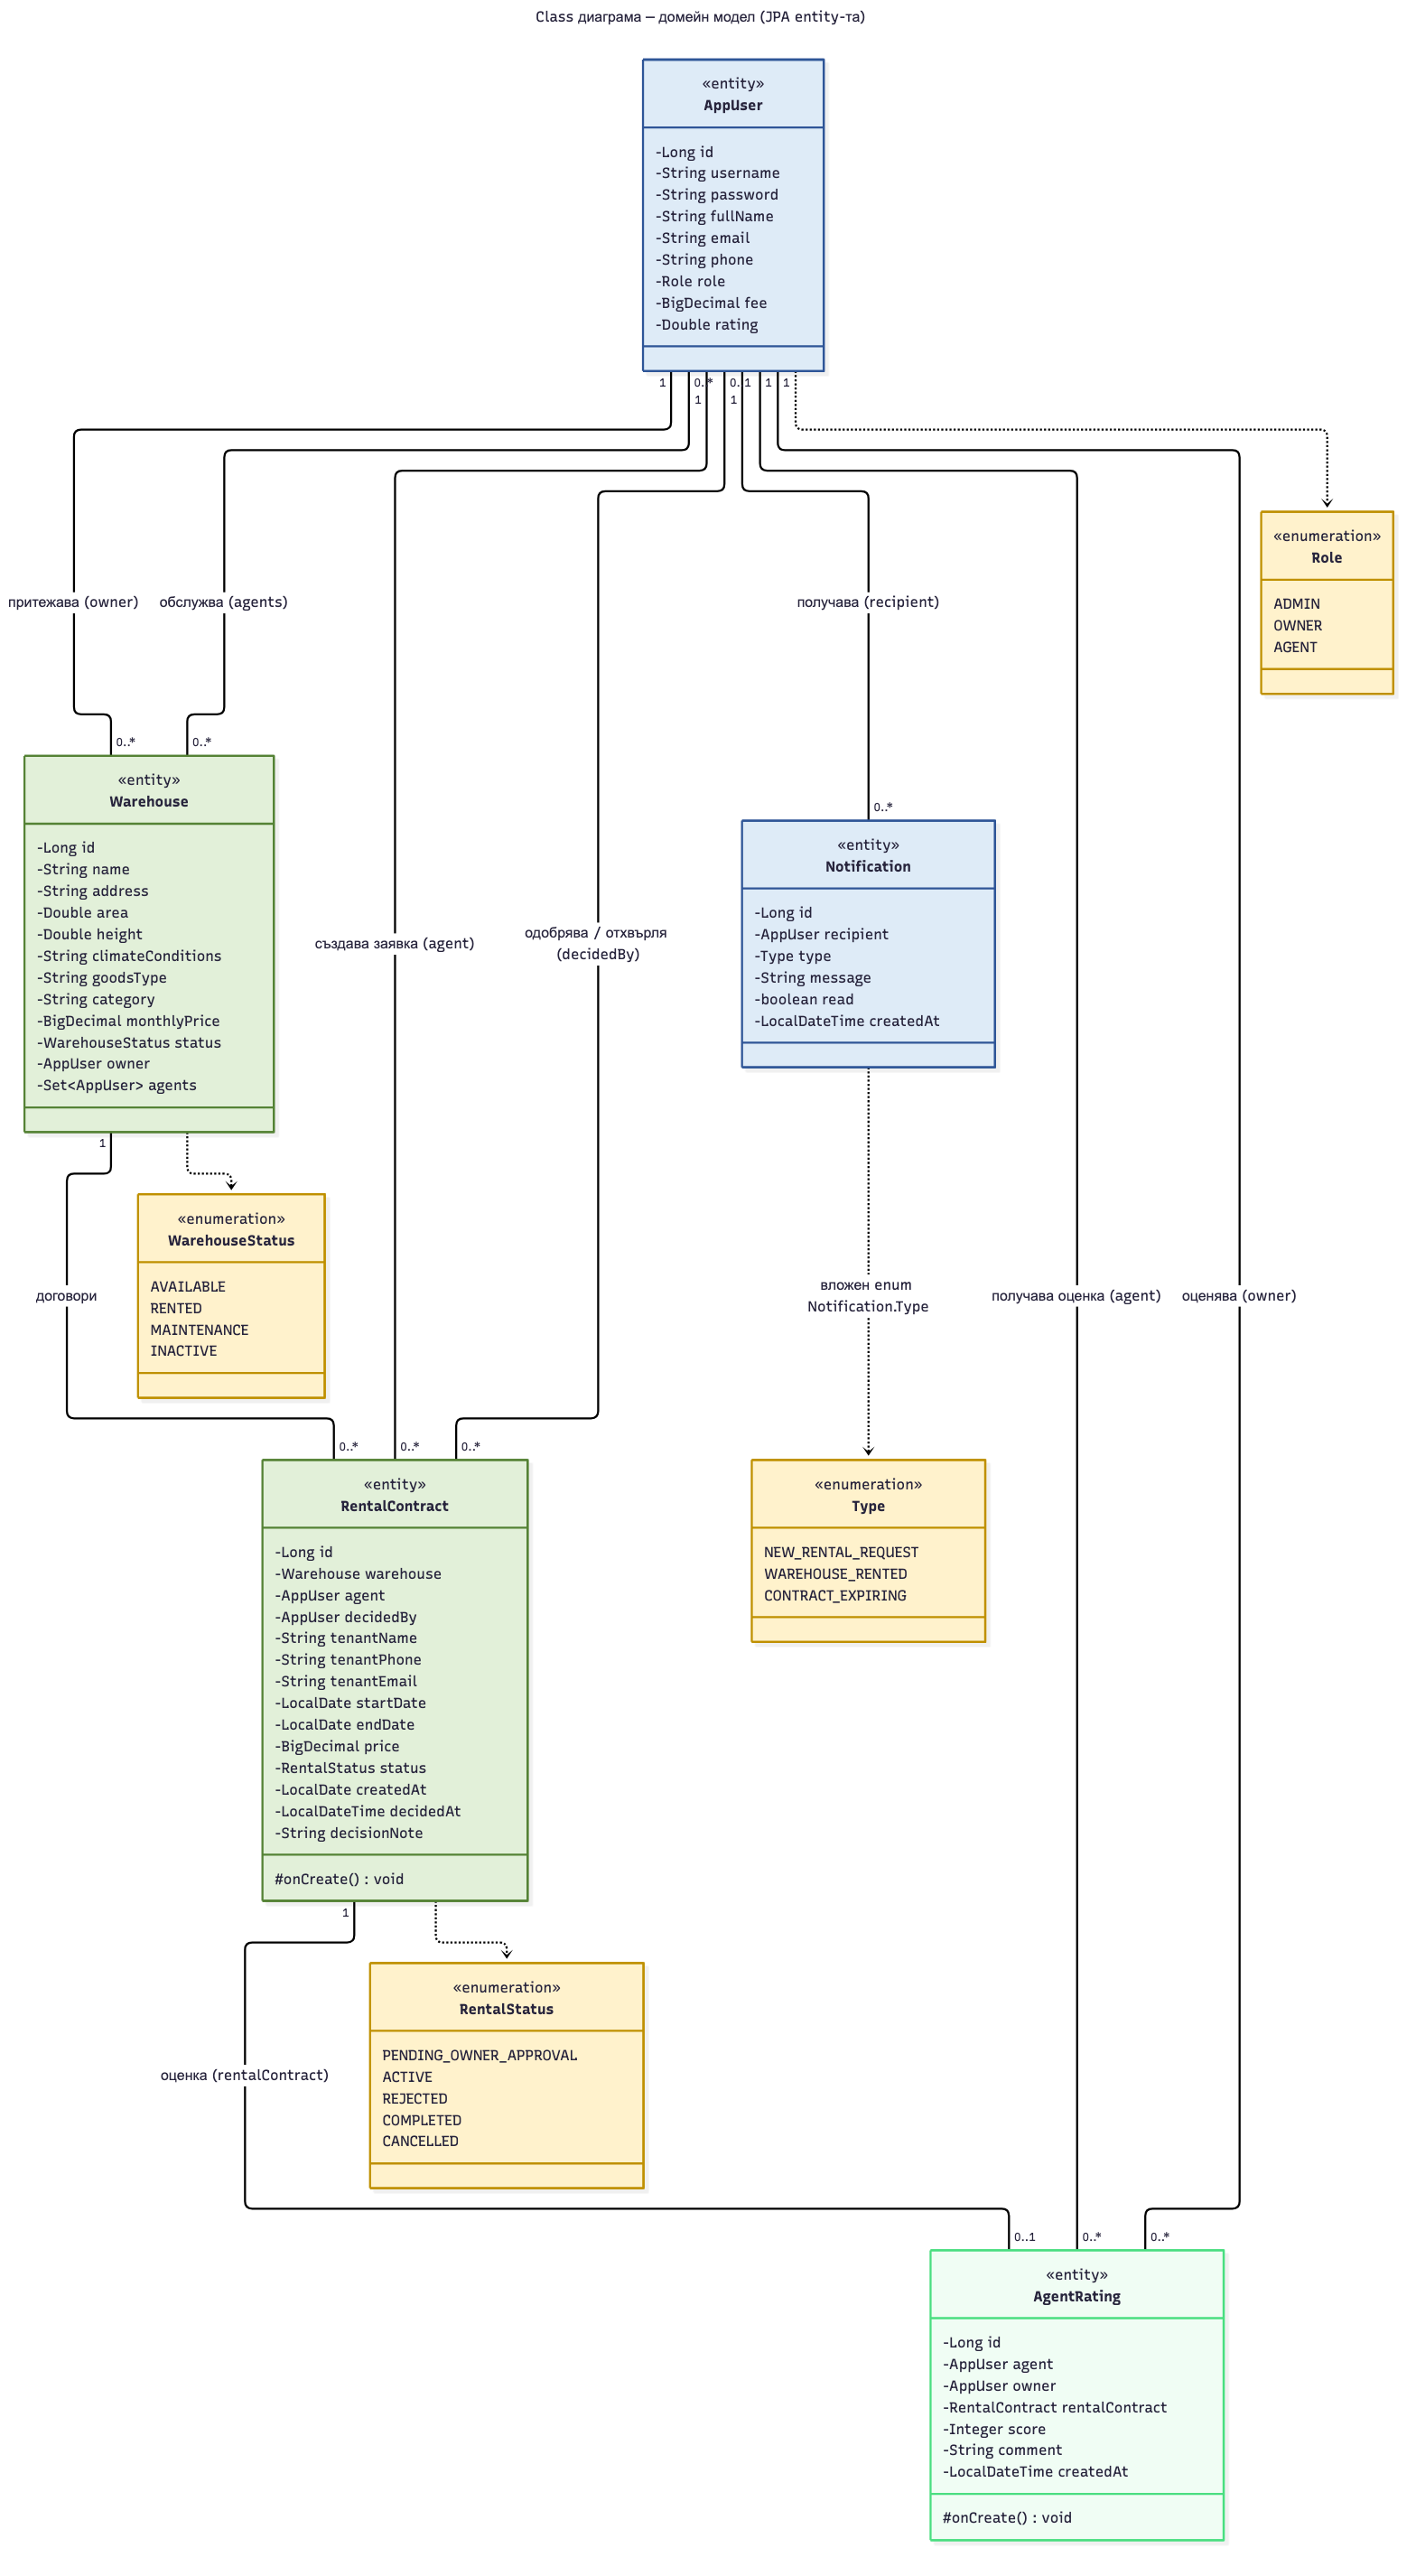 Class диаграма — домейн модел (JPA entity-та)
«entity»
AppUser
-Long id
-String username
-String password
-String fullName
-String email
-String phone
-Role role
-BigDecimal fee
-Double rating
1
0..*
1
0..1
1
1
1
притежава (owner)
обслужва (agents)
получава (recipient)
«enumeration»
Role
ADMIN
OWNER
AGENT
0..*
0..*
0..*
«entity»
Warehouse
-Long id
-String name
-String address
-Double area
-Double height
-String climateConditions
-String goodsType
-String category
-BigDecimal monthlyPrice
-WarehouseStatus status
-AppUser owner
-Set<AppUser> agents
създава заявка (agent)
одобрява / отхвърля
(decidedBy)
«entity»
Notification
-Long id
-AppUser recipient
-Type type
-String message
-boolean read
-LocalDateTime createdAt
1
договори
«enumeration»
WarehouseStatus
AVAILABLE
RENTED
MAINTENANCE
INACTIVE
вложен enum
Notification.Type
получава оценка (agent)
оценява (owner)
0..*
0..*
0..*
«entity»
RentalContract
-Long id
-Warehouse warehouse
-AppUser agent
-AppUser decidedBy
-String tenantName
-String tenantPhone
-String tenantEmail
-LocalDate startDate
-LocalDate endDate
-BigDecimal price
-RentalStatus status
-LocalDate createdAt
-LocalDateTime decidedAt
-String decisionNote
#onCreate() : void
«enumeration»
Type
NEW_RENTAL_REQUEST
WAREHOUSE_RENTED
CONTRACT_EXPIRING
1
оценка (rentalContract)
«enumeration»
RentalStatus
PENDING_OWNER_APPROVAL
ACTIVE
REJECTED
COMPLETED
CANCELLED
0..1
0..*
0..*
«entity»
AgentRating
-Long id
-AppUser agent
-AppUser owner
-RentalContract rentalContract
-Integer score
-String comment
-LocalDateTime createdAt
#onCreate() : void